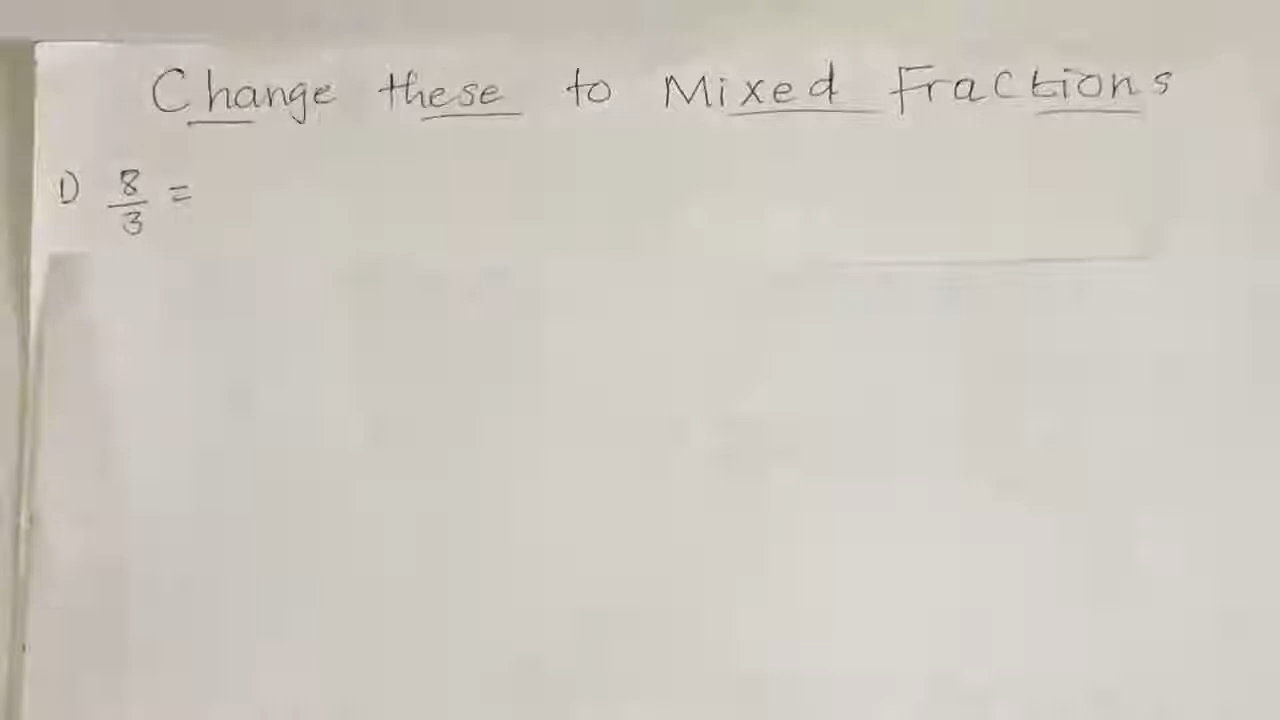 Change these to Mixed Fractions
1) 8/3 =